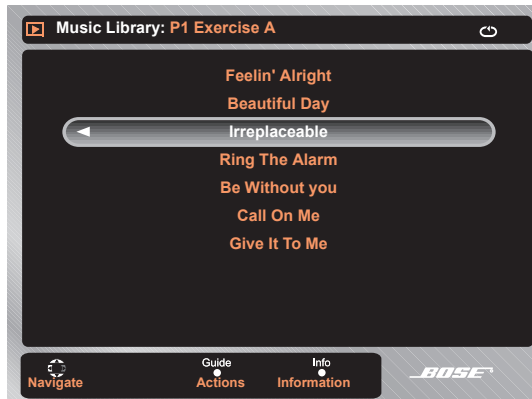 Music Library: P1 Exercise A
Feelin' Alright
Beautiful Day
Irreplaceable
Ring The Alarm
Be Without you
Call On Me
Give It To Me
Guide Info
Navigate Actions Information
BOSE